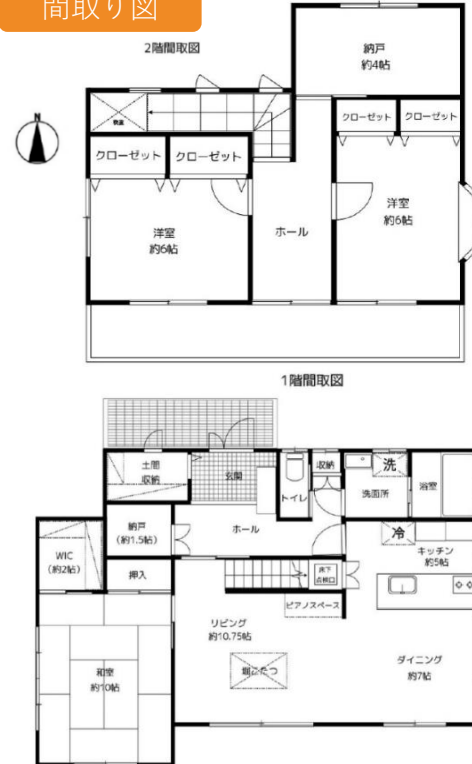 間取り図
2階間取図
納戸
約4帖
N
吹抜
クローゼット
クローゼット
クローゼット
クローゼット
洋室
約6帖
ホール
洋室
約6帖
1階間取図
土間
収納
玄関
トイレ
収納
洗
洗面所
浴室
納戸
(約1.5帖)
ホール
冷
キッチン
約5帖
WIC
(約2帖)
押入
床下
点検口
ピアノスペース
リビング
約10.75帖
掘ごたつ
和室
約10帖
ダイニング
約7帖